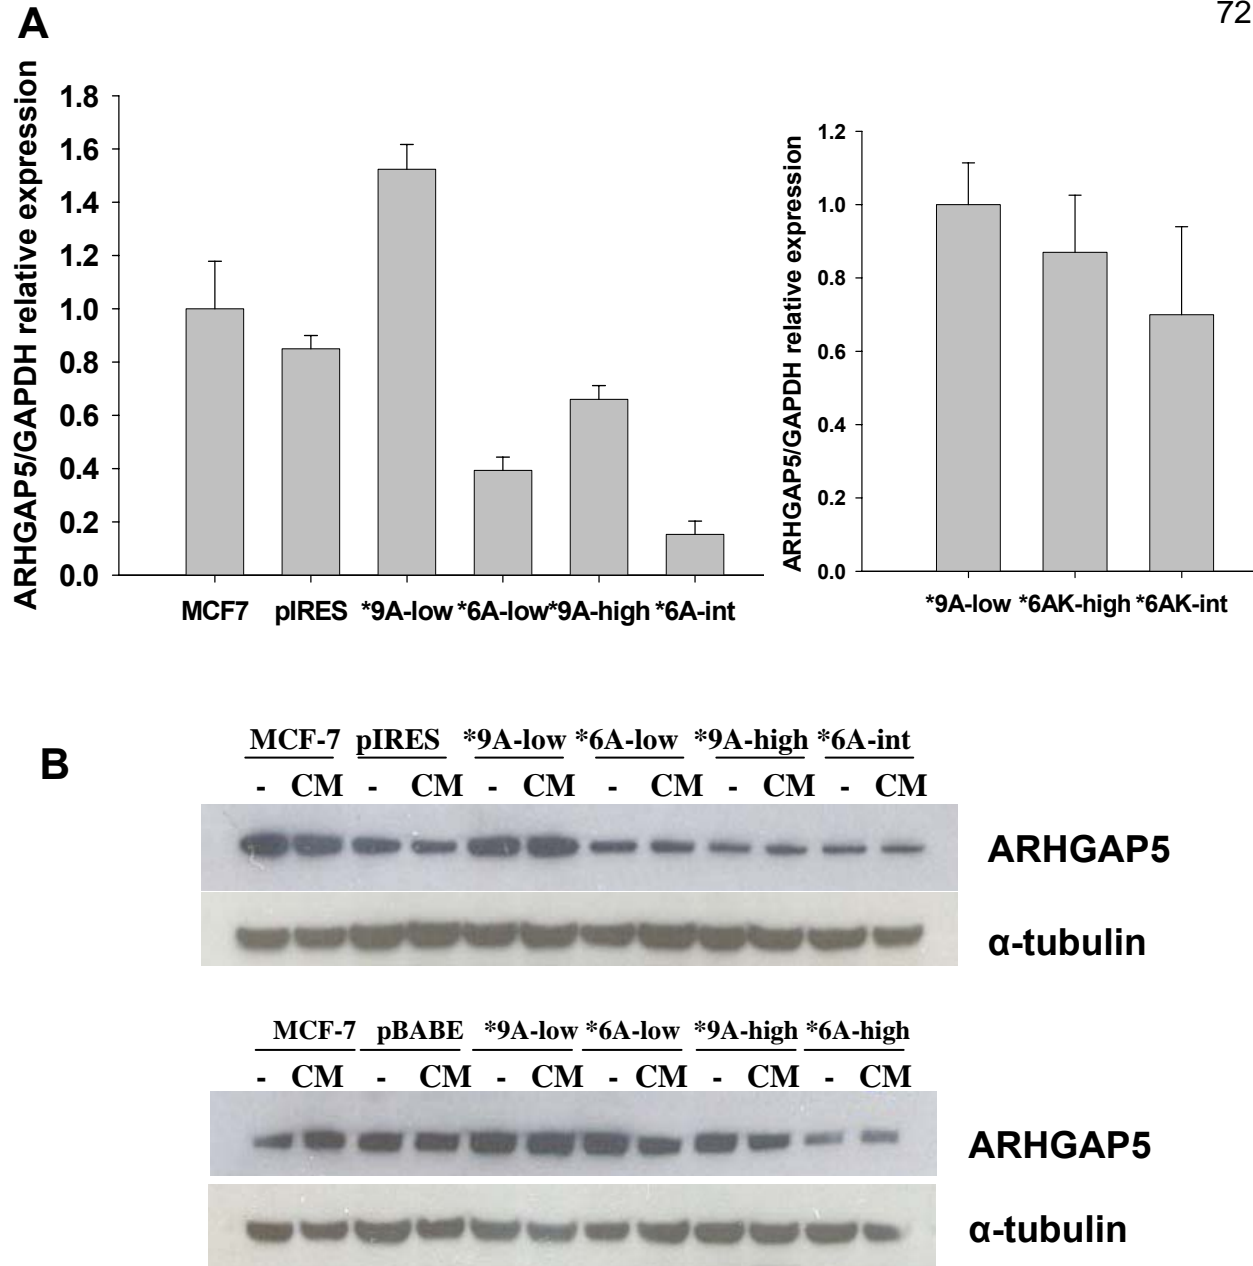 72
A
ARHGAP5/GAPDH relative expression
1.8
1.6
1.4
1.2
1.0
0.8
0.6
0.4
0.2
0.0
MCF7 pIRES *9A-low *6A-low *9A-high *6A-int
ARHGAP5/GAPDH relative expression
1.2
1.0
0.8
0.6
0.4
0.2
0.0
*9A-low *6AK-high *6AK-int
B
MCF-7 pIRES *9A-low *6A-low *9A-high *6A-int
- CM - CM - CM - CM - CM - CM
ARHGAP5
α-tubulin
MCF-7 pBABE *9A-low *6A-low *9A-high *6A-high
- CM - CM - CM - CM - CM - CM
ARHGAP5
α-tubulin